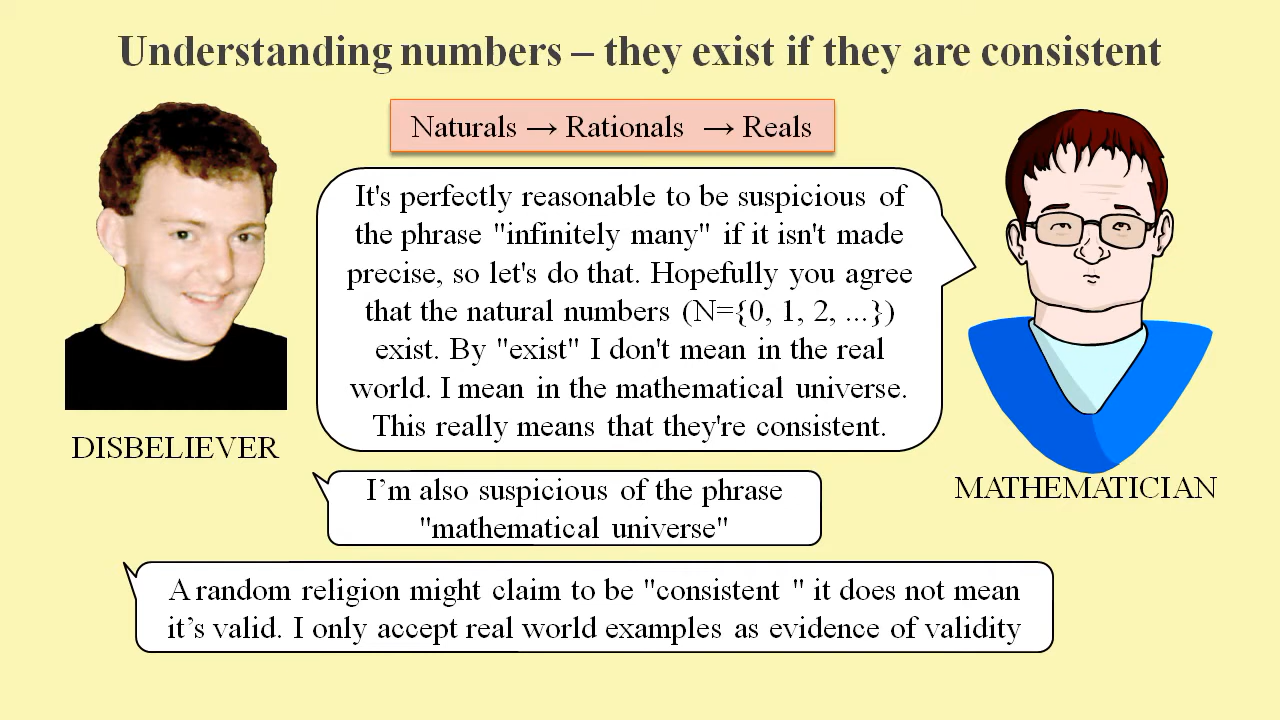 Understanding numbers – they exist if they are consistent
Naturals → Rationals → Reals
It's perfectly reasonable to be suspicious of
the phrase "infinitely many" if it isn't made
precise, so let's do that. Hopefully you agree
that the natural numbers (N={0, 1, 2, ...})
exist. By "exist" I don't mean in the real
world. I mean in the mathematical universe.
This really means that they're consistent.
DISBELIEVER
MATHEMATICIAN
I’m also suspicious of the phrase
"mathematical universe"
A random religion might claim to be "consistent " it does not mean
it’s valid. I only accept real world examples as evidence of validity